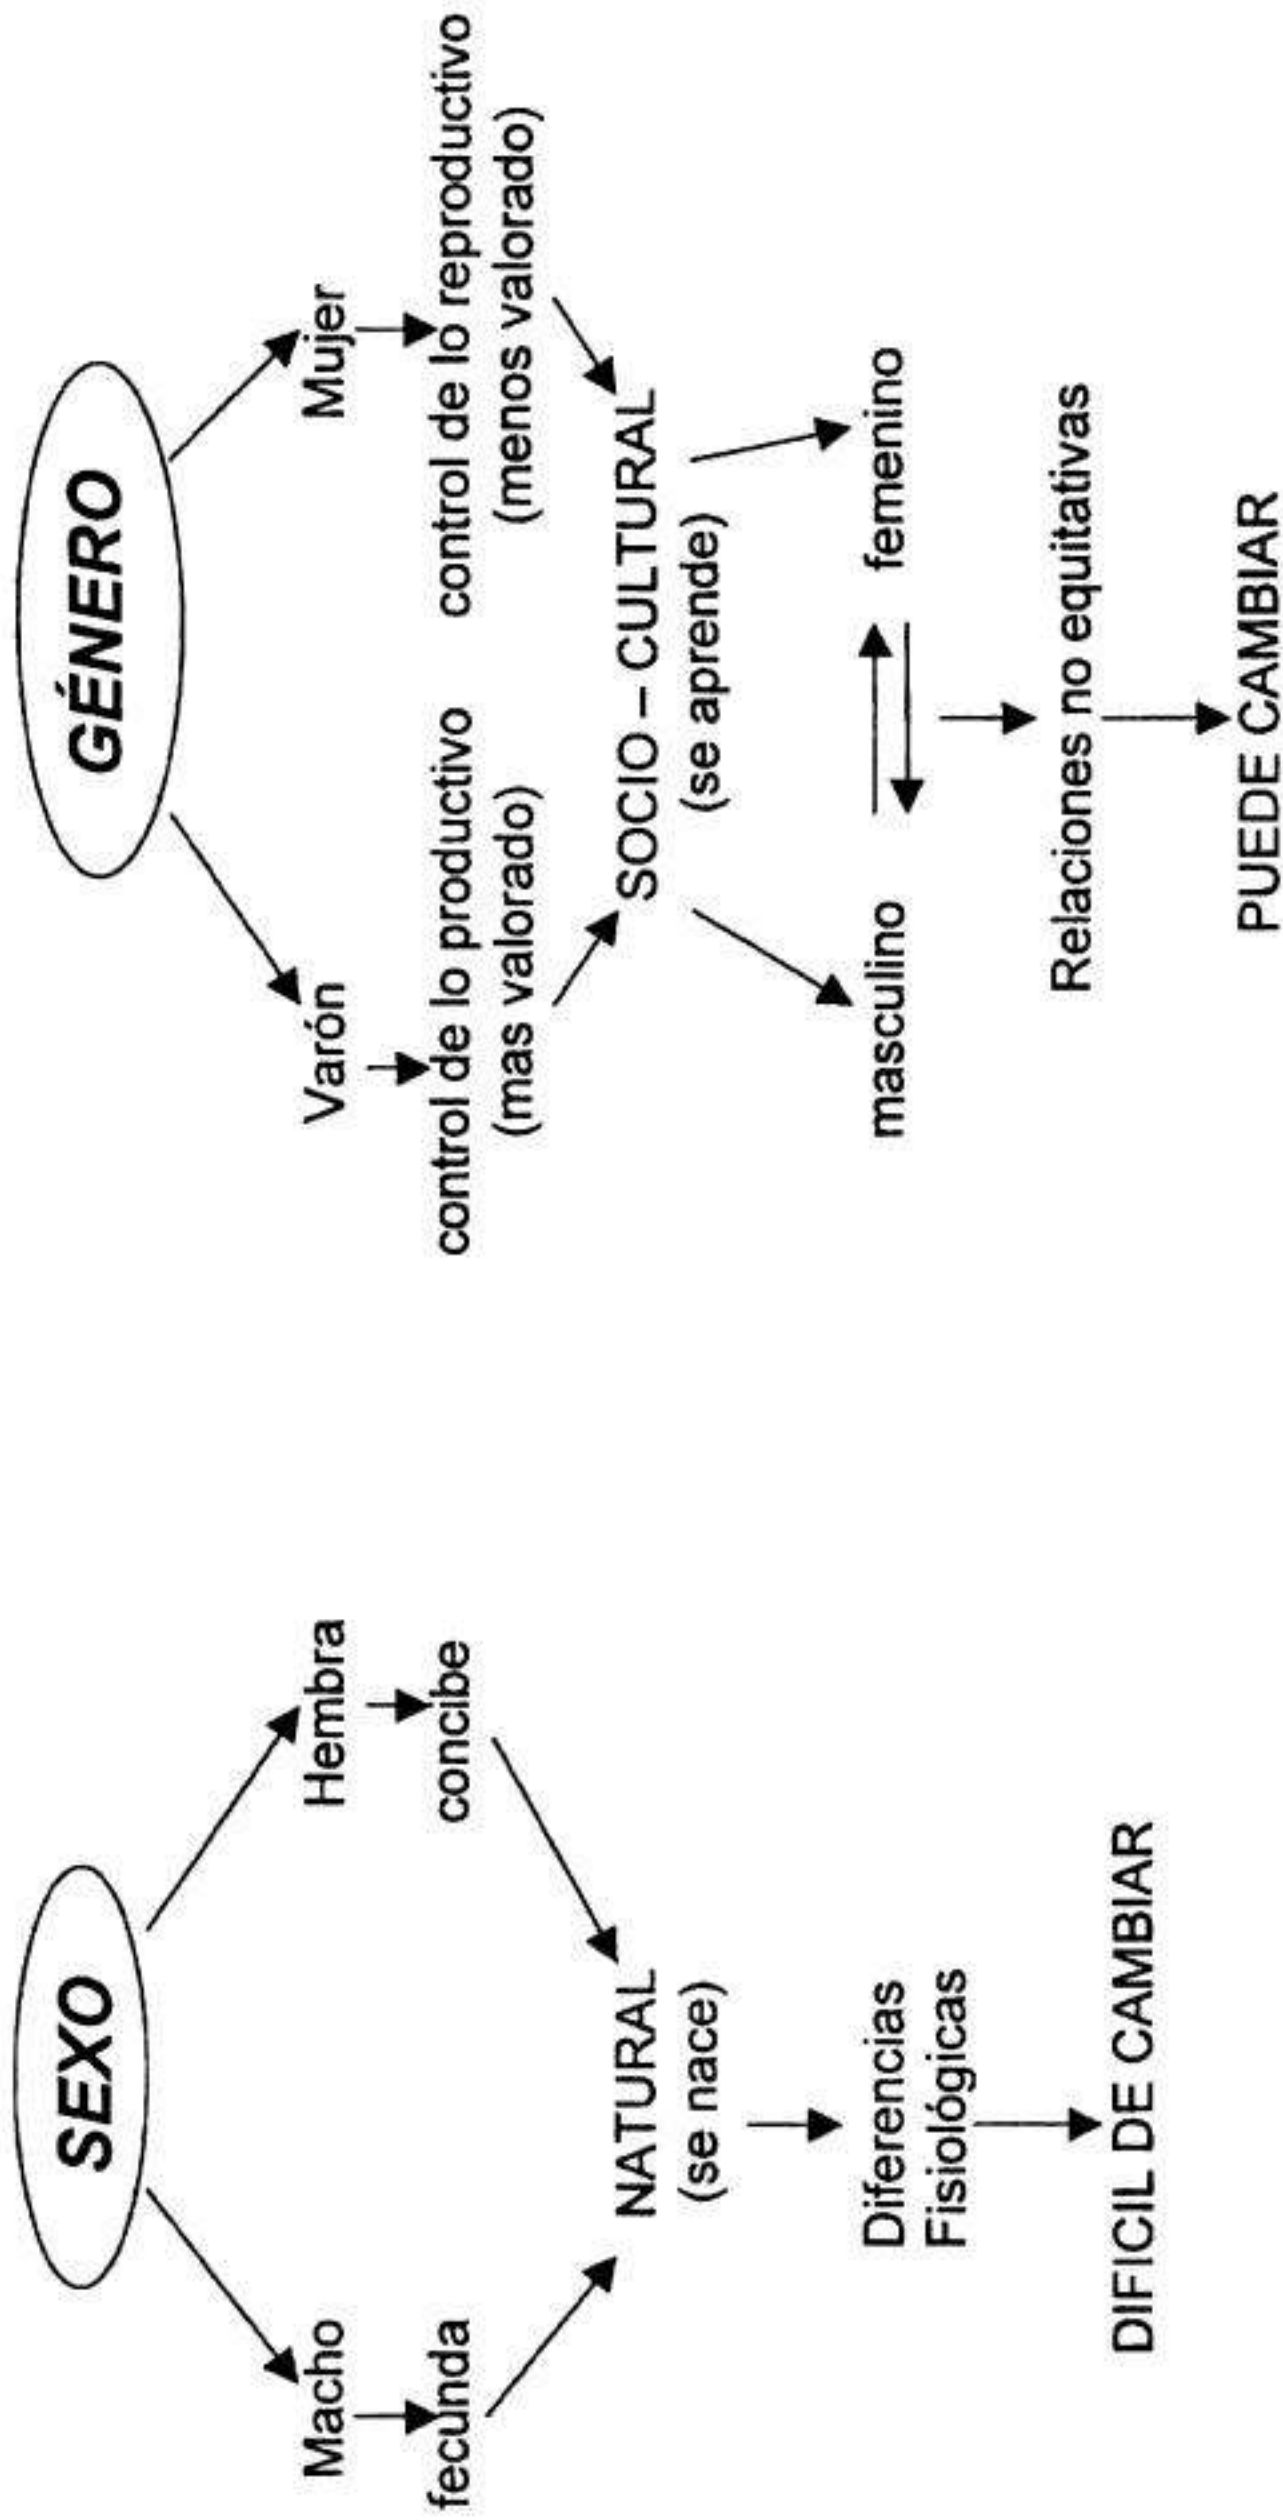 SEXO
Macho
Hembra
fecunda
concibe
NATURAL
(se nace)
Diferencias
Fisiológicas
DIFICIL DE CAMBIAR
GÉNERO
Varón
Mujer
control de lo productivo
(mas valorado)
control de lo reproductivo
(menos valorado)
SOCIO – CULTURAL
(se aprende)
masculino
femenino
Relaciones no equitativas
PUEDE CAMBIAR